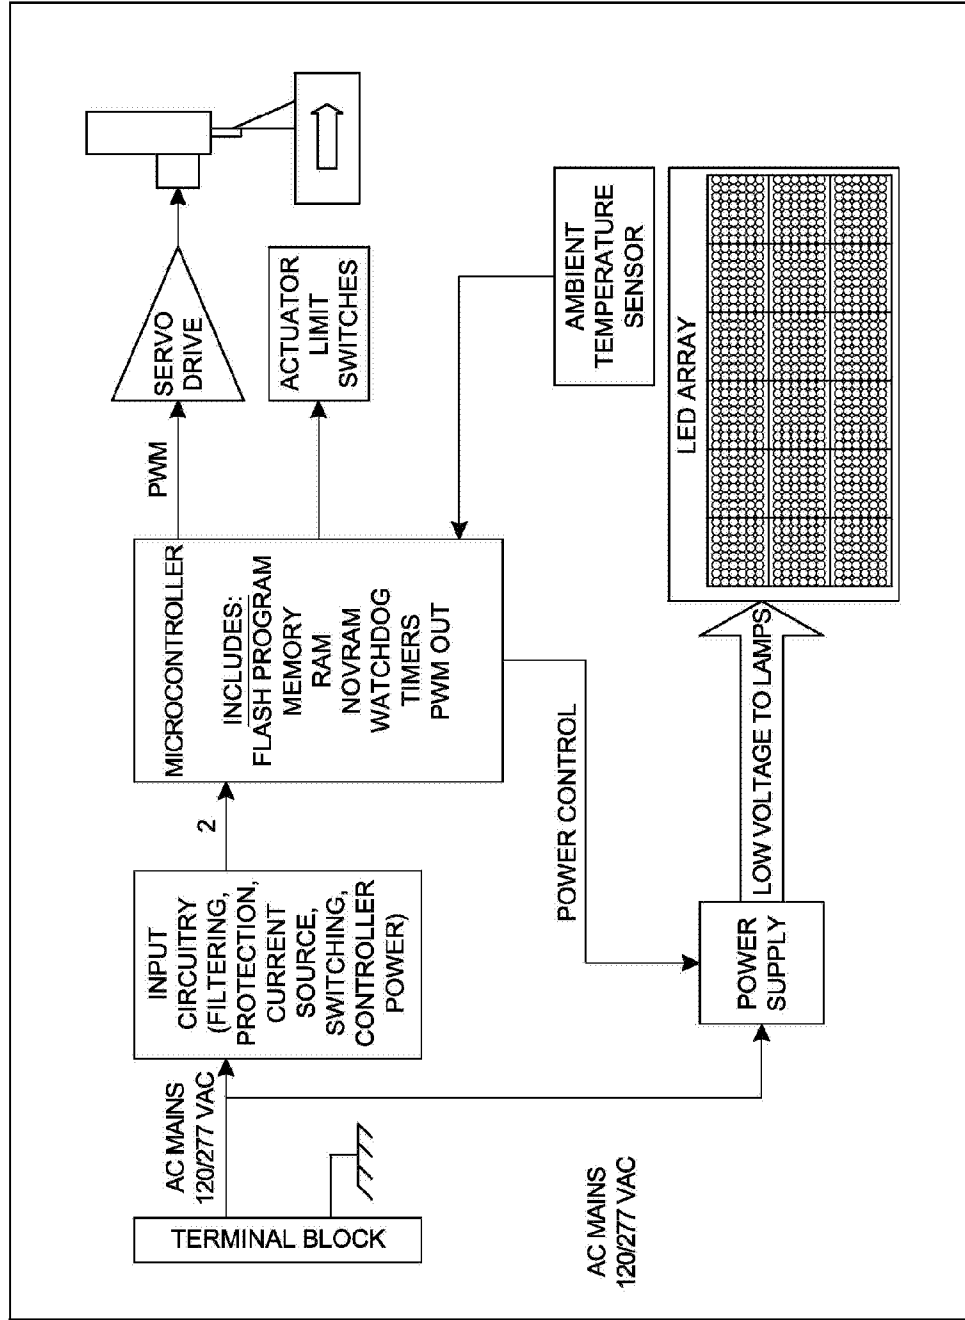 TERMINAL BLOCK
AC MAINS
120/277 VAC
INPUT
CIRCUITRY
(FILTERING,
PROTECTION,
CURRENT
SOURCE,
SWITCHING,
CONTROLLER
POWER)
2
MICROCONTROLLER
INCLUDES:
FLASH PROGRAM
MEMORY
RAM
NOVRAM
WATCHDOG
TIMERS
PWM OUT
PWM
SERVO
DRIVE
ACTUATOR
LIMIT
SWITCHES
AMBIENT
TEMPERATURE
SENSOR
POWER CONTROL
AC MAINS
120/277 VAC
POWER
SUPPLY
LOW VOLTAGE TO LAMPS
LED ARRAY